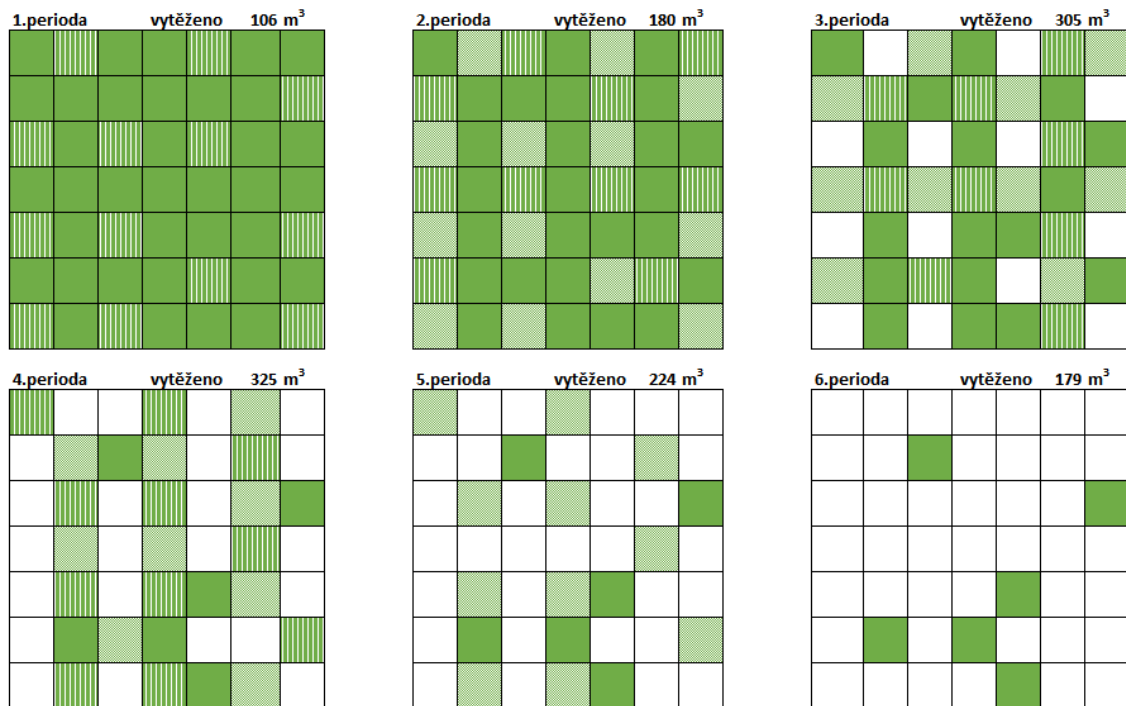 1.perioda vytěženo 106 m³
2.perioda vytěženo 180 m³
3.perioda vytěženo 305 m³
4.perioda vytěženo 325 m³
5.perioda vytěženo 224 m³
6.perioda vytěženo 179 m³